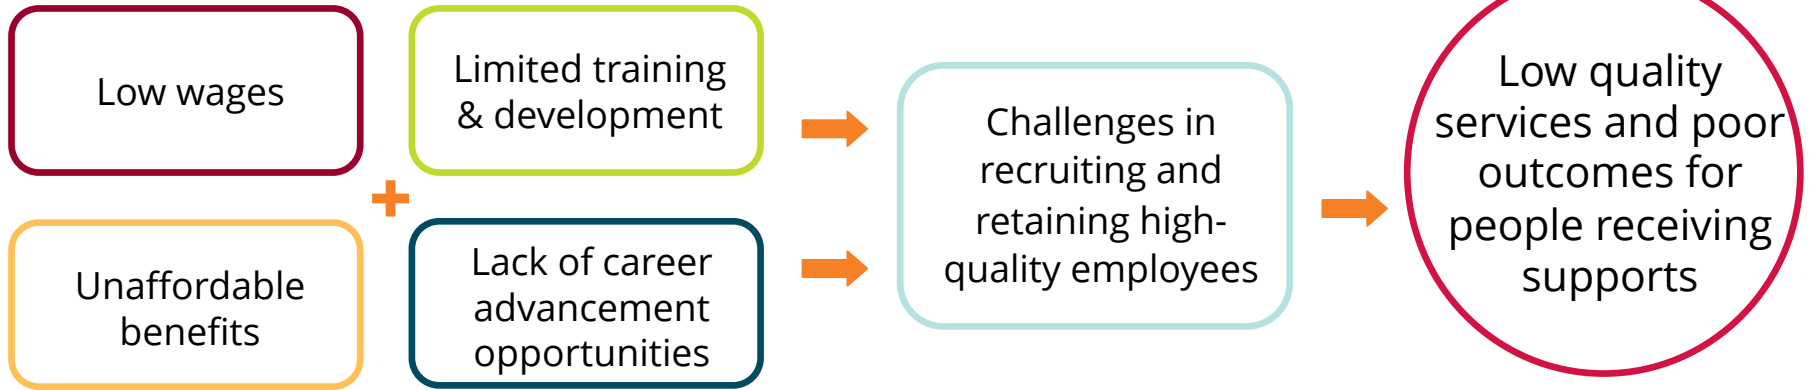 Low wages
Limited training
& development
Unaffordable
benefits
Lack of career
advancement
opportunities
Challenges in
recruiting and
retaining high-
quality employees
Low quality
services and poor
outcomes for
people receiving
supports